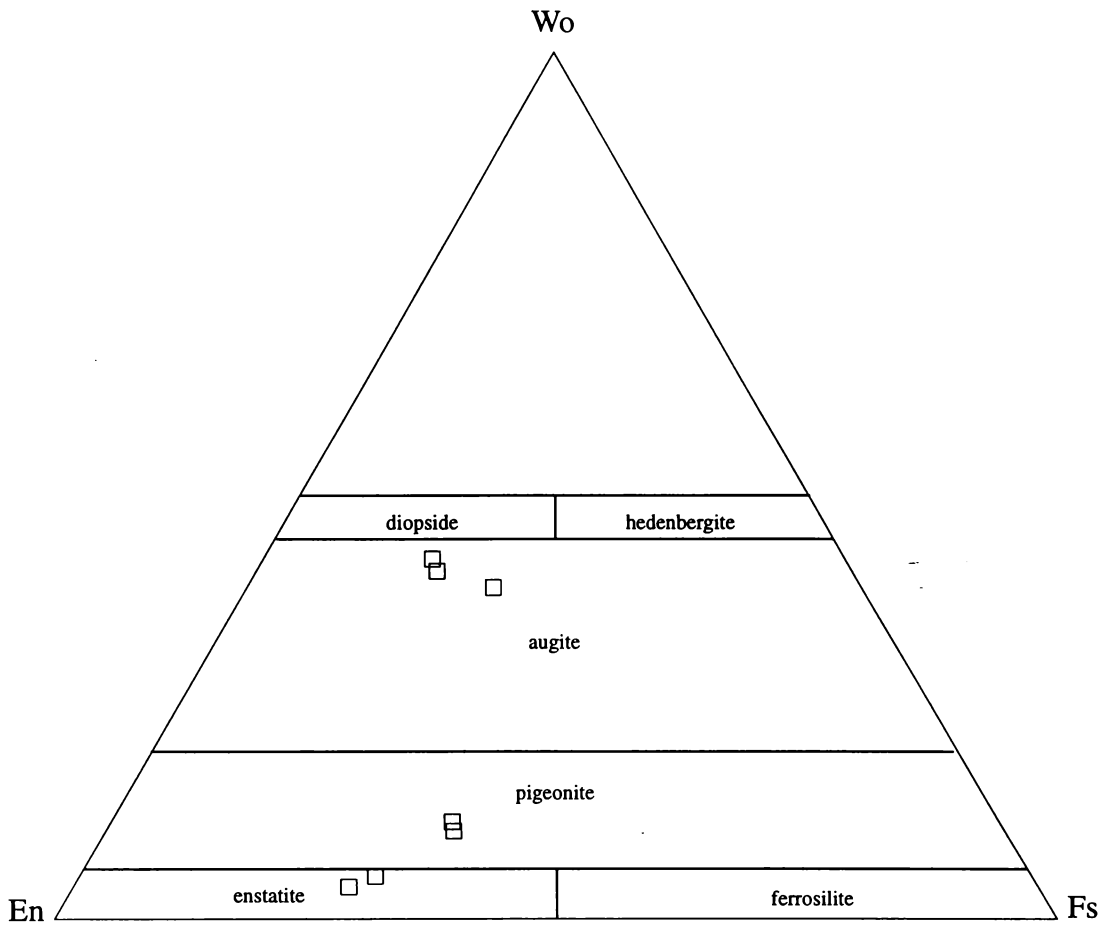 Wo
diopside
hedenbergite
augite
pigeonite
enstatite
ferrosilite
En
Fs